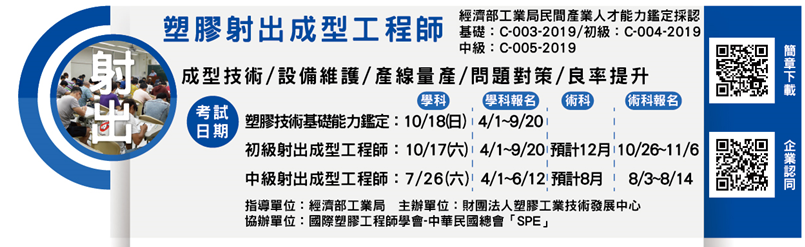 射出
塑膠射出成型工程師
經濟部工業局民間產業人才能力鑑定採認
基礎：C-003-2019/初級：C-004-2019
中級：C-005-2019
成型技術/設備維護/產線量產/問題對策/良率提升
考試日期
學科 學科報名 術科 術科報名
塑膠技術基礎能力鑑定：10/18(日) 4/1~9/20
初級射出成型工程師：10/17(六) 4/1~9/20 預計12月 10/26~11/6
中級射出成型工程師：7/26(六) 4/1~6/12 預計8月 8/3~8/14
指導單位：經濟部工業局 主辦單位：財團法人塑膠工業技術發展中心
協辦單位：國際塑膠工程師學會-中華民國總會「SPE」
簡章下載
企業認同